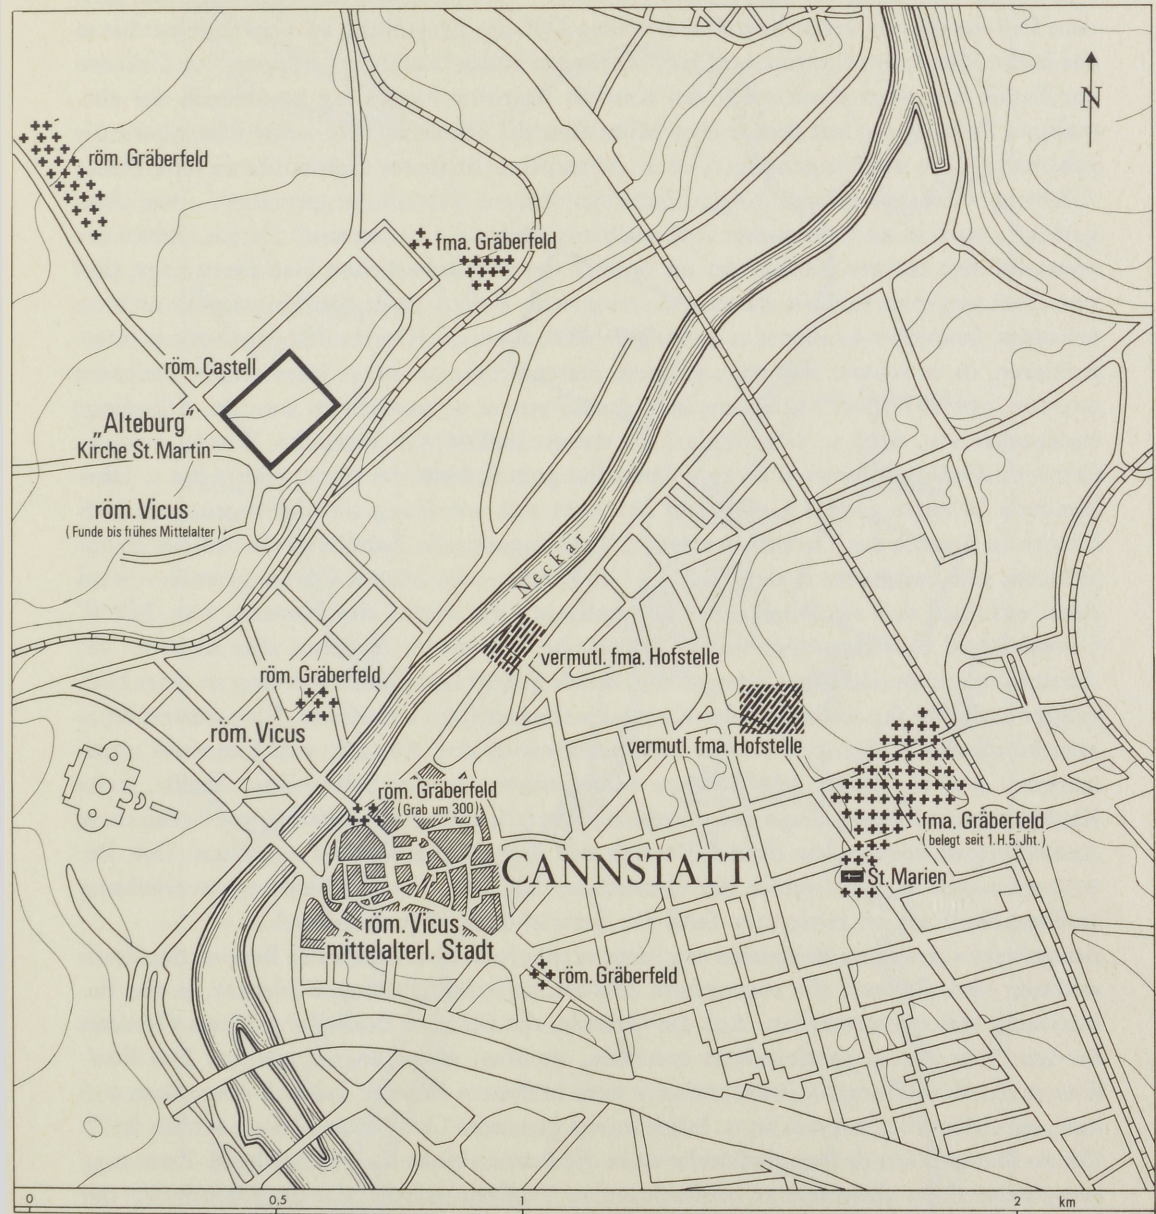 N
röm. Gräberfeld
fma. Gräberfeld
röm. Castell
„Alteburg"
Kirche St. Martin
röm. Vicus
(Funde bis frühes Mittelalter)
Neckar
vermutl. fma. Hofstelle
röm. Gräberfeld
röm. Vicus
vermutl. fma. Hofstelle
röm. Gräberfeld
(Grab um 300)
fma. Gräberfeld
(belegt seit 1. H. 5. Jht.)
CANNSTATT
St. Marien
röm. Vicus
mittelalterl. Stadt
röm. Gräberfeld
0 0,5 1 2 km